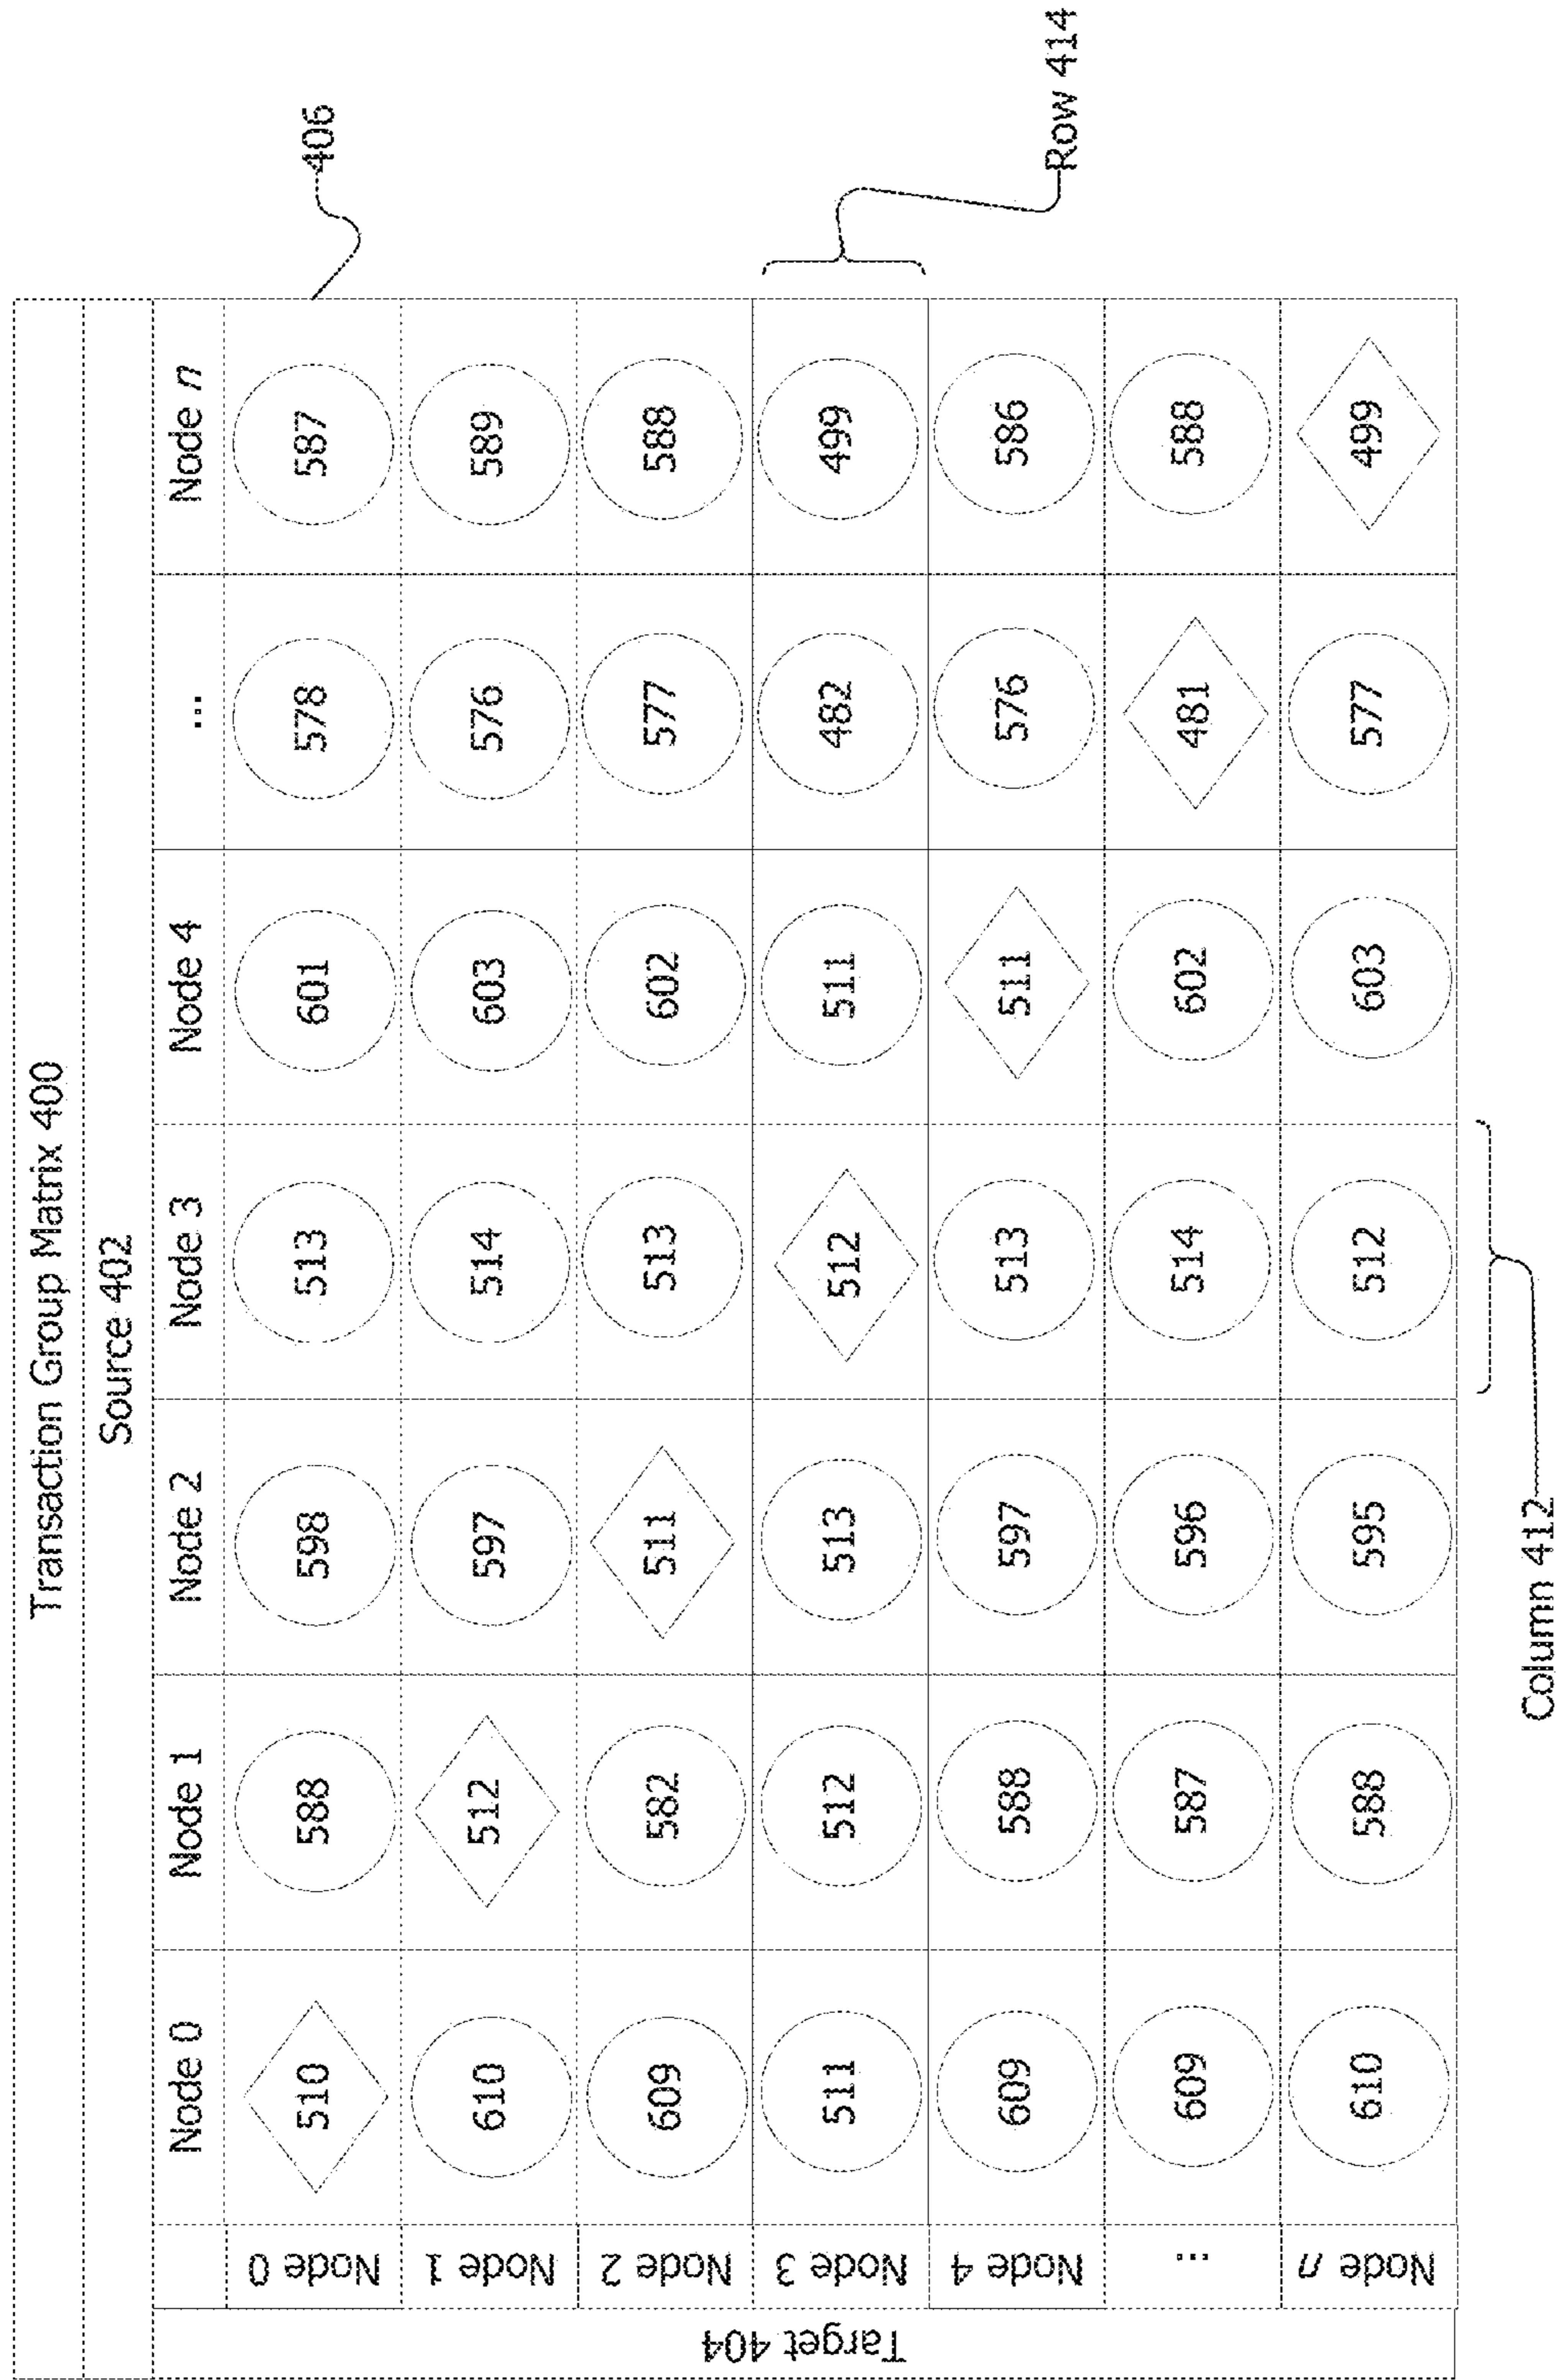 Transaction Group Matrix 400
Source 402
Node 0 Node 1 Node 2 Node 3 Node 4 ... Node n
Target 404
Node 0 510 588 598 513 601 578 587
406
Node 1 610 512 597 514 603 576 589
Node 2 609 582 511 513 602 577 588
Node 3 511 512 513 512 511 482 499
Row 414
Node 4 609 588 597 513 511 576 586
... 609 587 596 514 602 481 588
Node n 610 588 595 512 603 577 499
Column 412